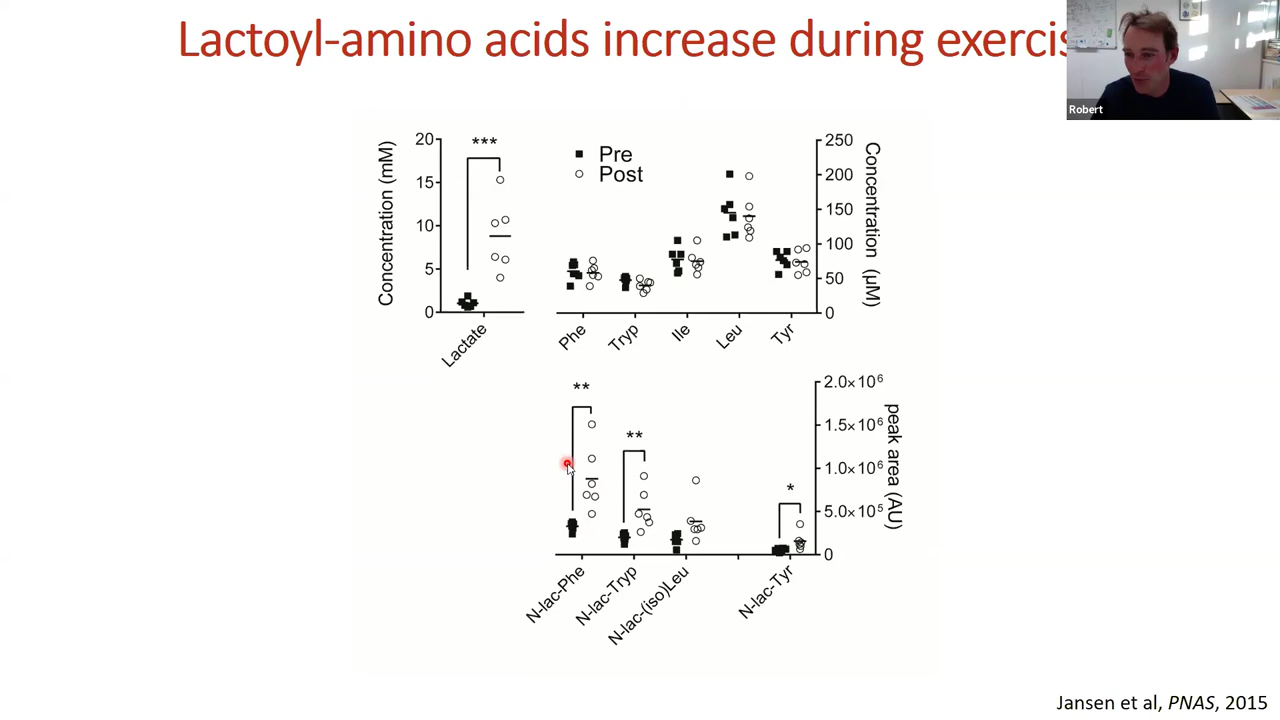 Lactoyl-amino acids increase during exercis
Robert
Concentration (mM)
20
15
10
5
0
***
Lactate
Pre
Post
250
200
150
100
50
0
Concentration (µM)
Phe
Tryp
Ile
Leu
Tyr
**
**
*
2.0×10⁶
1.5×10⁶
1.0×10⁶
5.0×10⁵
0
peak area (AU)
N-lac-Phe
N-lac-Tryp
N-lac-(iso)Leu
N-lac-Tyr
Jansen et al, PNAS, 2015